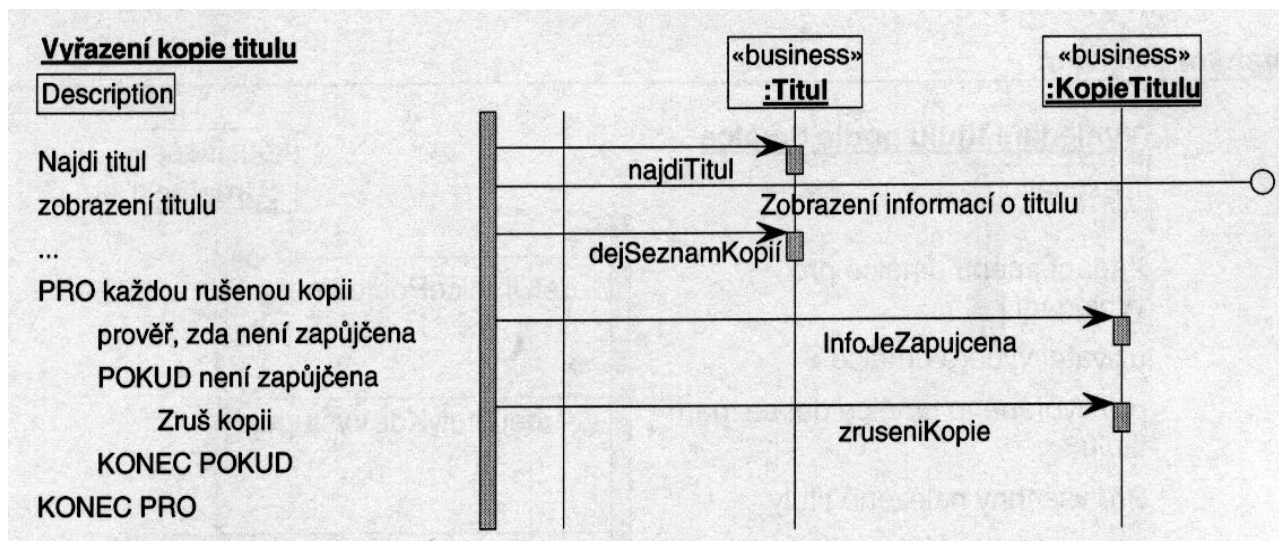 Vyřazení kopie titulu
Description
«business»
:Titul
«business»
:KopieTitulu
Najdi titul
najdiTitul
zobrazení titulu
Zobrazení informací o titulu
...
dejSeznamKopií
PRO každou rušenou kopii
prověř, zda není zapůjčena
InfoJeZapujcena
POKUD není zapůjčena
Zruš kopii
zruseniKopie
KONEC POKUD
KONEC PRO